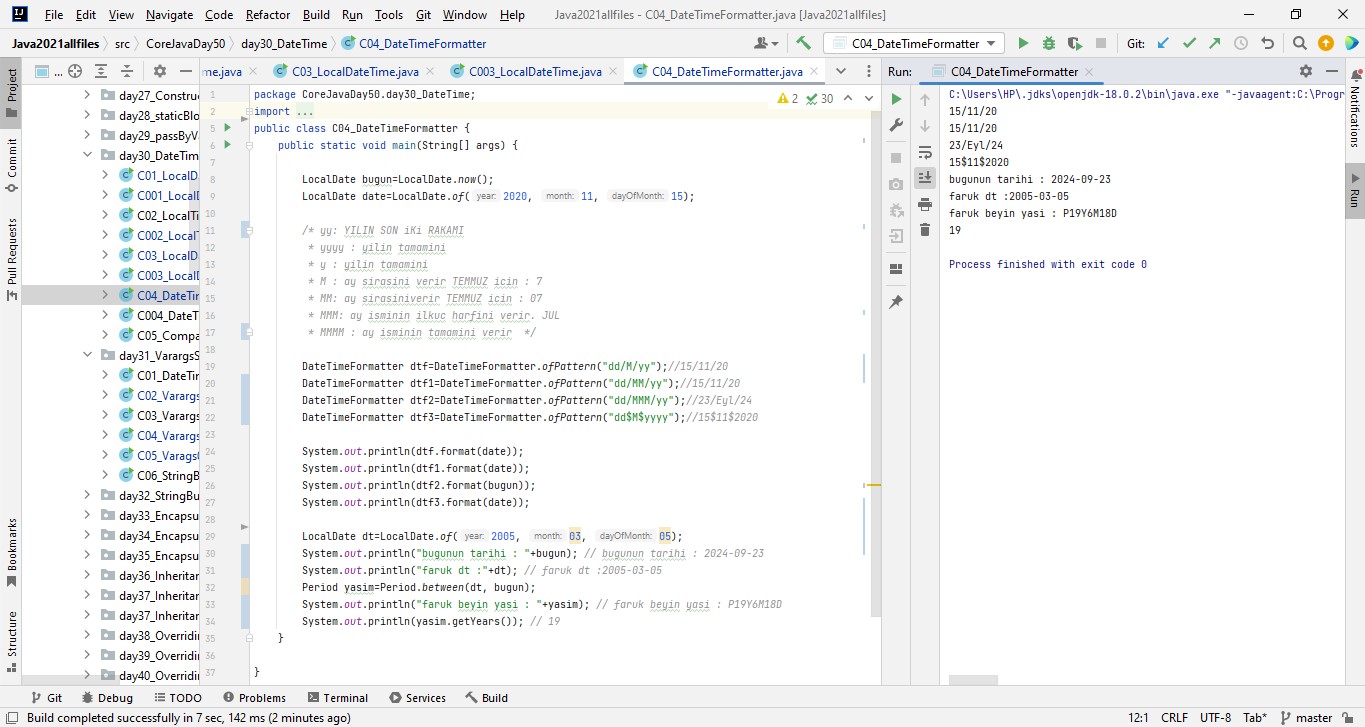 File Edit View Navigate Code Refactor Build Run Tools Git Window Help Java2021allfiles - C04_DateTimeFormatter.java [Java2021allfiles]
Java2021allfiles src CoreJavaDay50 day30_DateTime C04_DateTimeFormatter C04_DateTimeFormatter Git:
Project
Commit
Pull Requests
Bookmarks
Structure
...
day27_Constru
day28_staticBlo
day29_passByV
day30_DateTim
C01_LocalD
C001_Local
C02_LocalTi
C002_LocalT
C03_LocalD
C003_LocalD
C04_DateTir
C004_DateT
C05_Compa
day31_VarargsS
C01_DateTir
C02_Varargs
C03_Varargs
C04_Varargs
C05_Varags
C06_StringB
day32_StringBu
day33_Encapsu
day34_Encapsu
day35_Encapsu
day36_Inheritar
day37_Inheritar
day37_Inheritar
day38_Overridin
day39_Overridin
day40_Overridin
me.java C03_LocalDateTime.java C003_LocalDateTime.java C04_DateTimeFormatter.java
2 30
1 package CoreJavaDay50.day30_DateTime;
2 import ...
5 public class C04_DateTimeFormatter {
6 public static void main(String[] args) {
7
8 LocalDate bugun=LocalDate.now();
9 LocalDate date=LocalDate.of( year: 2020, month: 11, dayOfMonth: 15);
10
11 /* yy: YILIN SON iKi RAKAMI
12 * yyyy : yilin tamamini
13 * y : yilin tamamini
14 * M : ay sirasini verir TEMMUZ icin : 7
15 * MM: ay sirasiniverir TEMMUZ icin : 07
16 * MMM: ay isminin ilkuc harfini verir. JUL
17 * MMMM : ay isminin tamamini verir */
18
19 DateTimeFormatter dtf=DateTimeFormatter.ofPattern("dd/M/yy");//15/11/20
20 DateTimeFormatter dtf1=DateTimeFormatter.ofPattern("dd/MM/yy");//15/11/20
21 DateTimeFormatter dtf2=DateTimeFormatter.ofPattern("dd/MMM/yy");//23/Eyl/24
22 DateTimeFormatter dtf3=DateTimeFormatter.ofPattern("dd$M$yyyy");//15$11$2020
23
24 System.out.println(dtf.format(date));
25 System.out.println(dtf1.format(date));
26 System.out.println(dtf2.format(bugun));
27 System.out.println(dtf3.format(date));
28
29 LocalDate dt=LocalDate.of( year: 2005, month: 03, dayOfMonth: 05);
30 System.out.println("bugunun tarihi : "+bugun); // bugunun tarihi : 2024-09-23
31 System.out.println("faruk dt :"+dt); // faruk dt :2005-03-05
32 Period yasim=Period.between(dt, bugun);
33 System.out.println("faruk beyin yasi : "+yasim); // faruk beyin yasi : P19Y6M18D
34 System.out.println(yasim.getYears()); // 19
35 }
36
37 }
Run: C04_DateTimeFormatter
C:\Users\HP\.jdks\openjdk-18.0.2\bin\java.exe "-javaagent:C:\Progr
15/11/20
15/11/20
23/Eyl/24
15$11$2020
bugunun tarihi : 2024-09-23
faruk dt :2005-03-05
faruk beyin yasi : P19Y6M18D
19
Process finished with exit code 0
Notifications
Run
Git Debug TODO Problems Terminal Services Build
Build completed successfully in 7 sec, 142 ms (2 minutes ago) 12:1 CRLF UTF-8 Tab* master